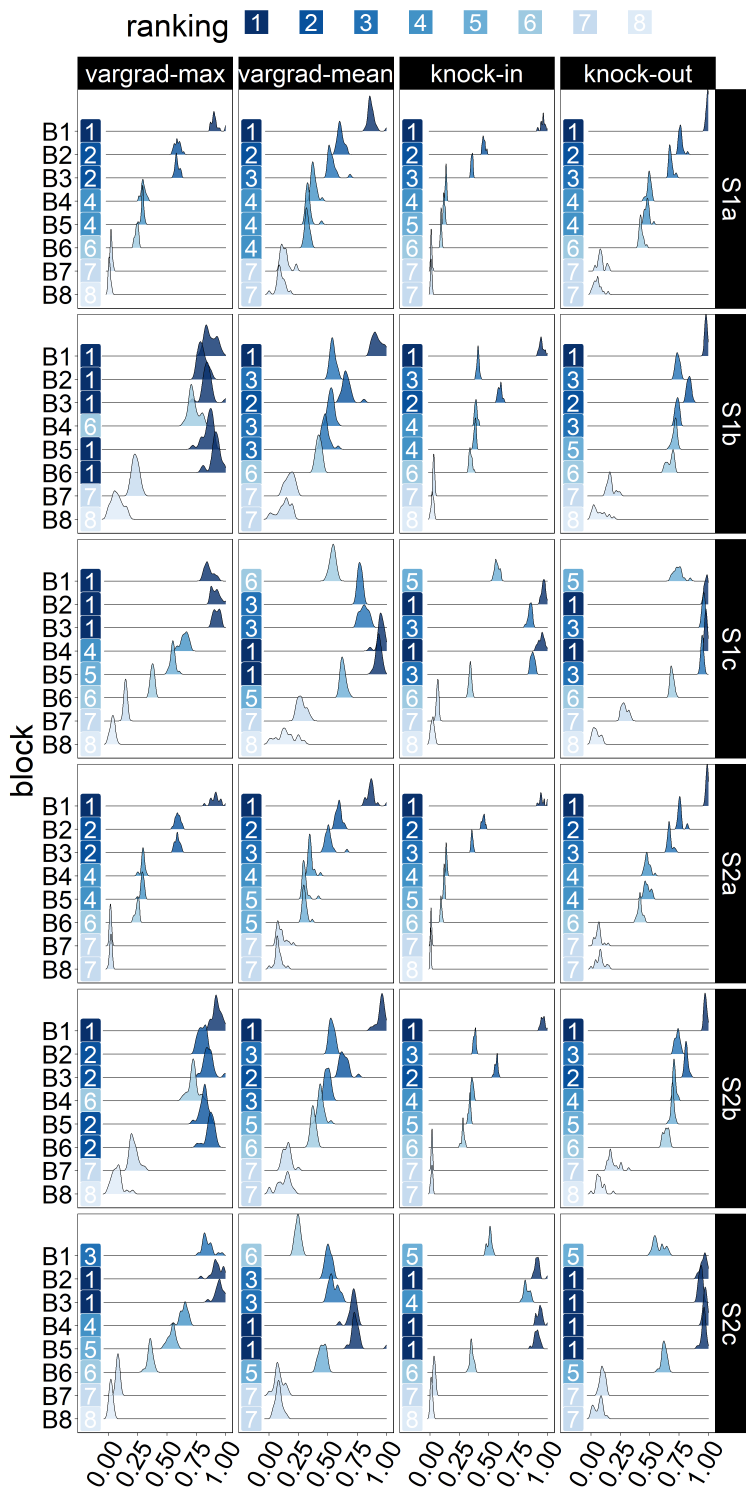 ranking 1 2 3 4 5 6 7 8
vargrad-max vargrad-mean knock-in knock-out
B1 1 1 1 1
B2 2 2 2 2
B3 2 3 3 3
B4 4 4 4 4
B5 4 4 5 4
B6 6 4 6 6
B7 7 7 7 7
B8 8 7 8 7
S1a
B1 1 1 1 1
B2 1 3 3 3
B3 1 2 2 2
B4 6 3 4 3
B5 1 3 4 5
B6 1 6 6 6
B7 7 7 7 7
B8 8 7 8 8
S1b
B1 1 6 5 5
B2 1 3 1 1
B3 1 3 3 3
B4 4 1 1 1
B5 5 1 3 3
B6 6 5 6 6
B7 7 7 7 7
B8 8 8 8 8
S1c
block
B1 1 1 1 1
B2 2 2 2 2
B3 2 3 3 3
B4 4 4 4 4
B5 4 5 5 4
B6 6 5 6 6
B7 7 7 7 7
B8 7 7 8 7
S2a
B1 1 1 1 1
B2 2 3 3 3
B3 2 2 2 2
B4 6 4 4 4
B5 2 5 5 5
B6 2 6 6 6
B7 7 7 7 7
B8 8 7 7 8
S2b
B1 3 6 5 5
B2 1 3 1 1
B3 1 3 4 1
B4 4 1 1 1
B5 5 1 1 1
B6 6 5 6 6
B7 7 7 7 7
B8 8 7 8 7
S2c
0.00 0.25 0.50 0.75 1.00 0.00 0.25 0.50 0.75 1.00 0.00 0.25 0.50 0.75 1.00 0.00 0.25 0.50 0.75 1.00